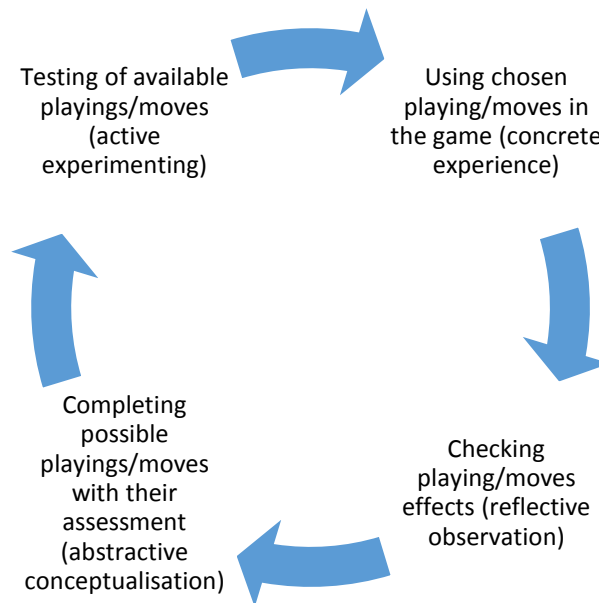 Testing of available
playings/moves
(active
experimenting)
Using chosen
playing/moves in
the game (concrete
experience)
Checking
playing/moves
effects (reflective
observation)
Completing
possible
playings/moves
with their
assessment
(abstractive
conceptualisation)